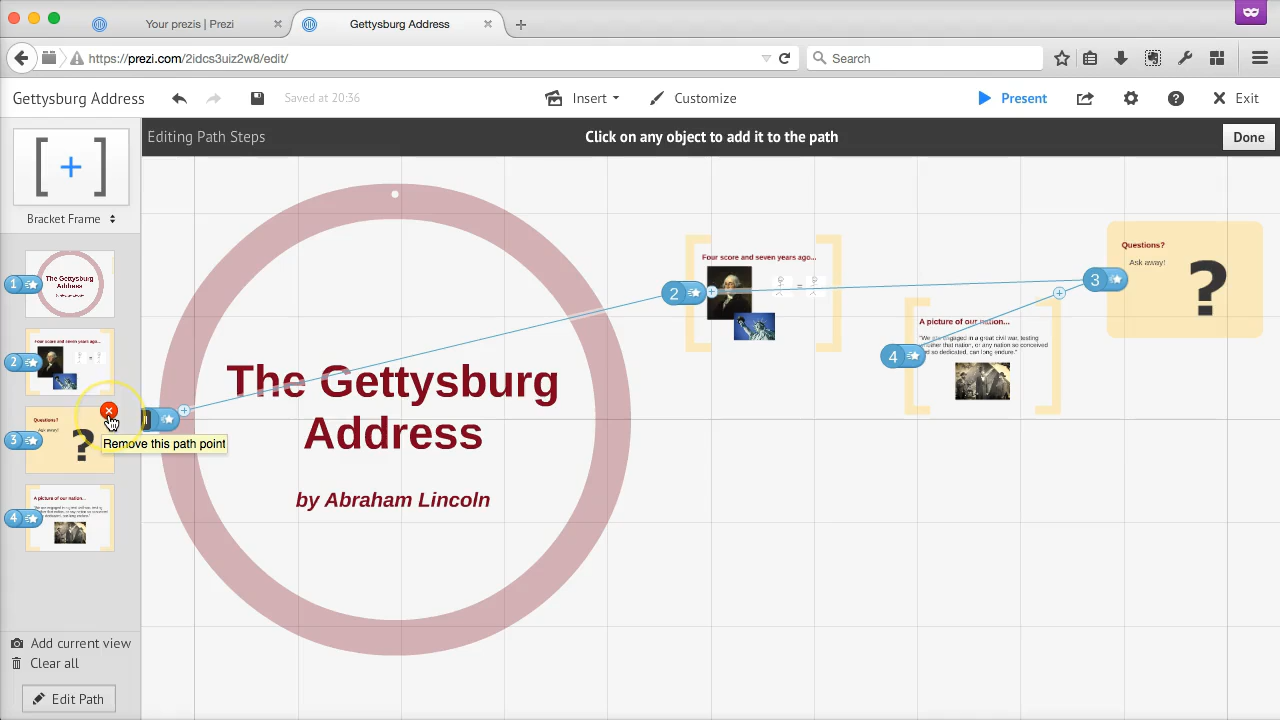 Your prezis | Prezi
Gettysburg Address
https://prezi.com/2idcs3uiz2w8/edit/
Search
Gettysburg Address
Saved at 20:36
Insert
Customize
Present
Exit
Editing Path Steps
Click on any object to add it to the path
Done
Bracket Frame
1
The Gettysburg
Address
2
Four score and seven years ago...
3
Questions?
Ask away!
?
Remove this path point
4
A picture of our nation...
The Gettysburg
Address
by Abraham Lincoln
2
Four score and seven years ago...
=
3
Questions?
Ask away!
?
4
A picture of our nation...
"We are engaged in a great civil war, testing
whether that nation, or any nation so conceived
and so dedicated, can long endure."
Add current view
Clear all
Edit Path